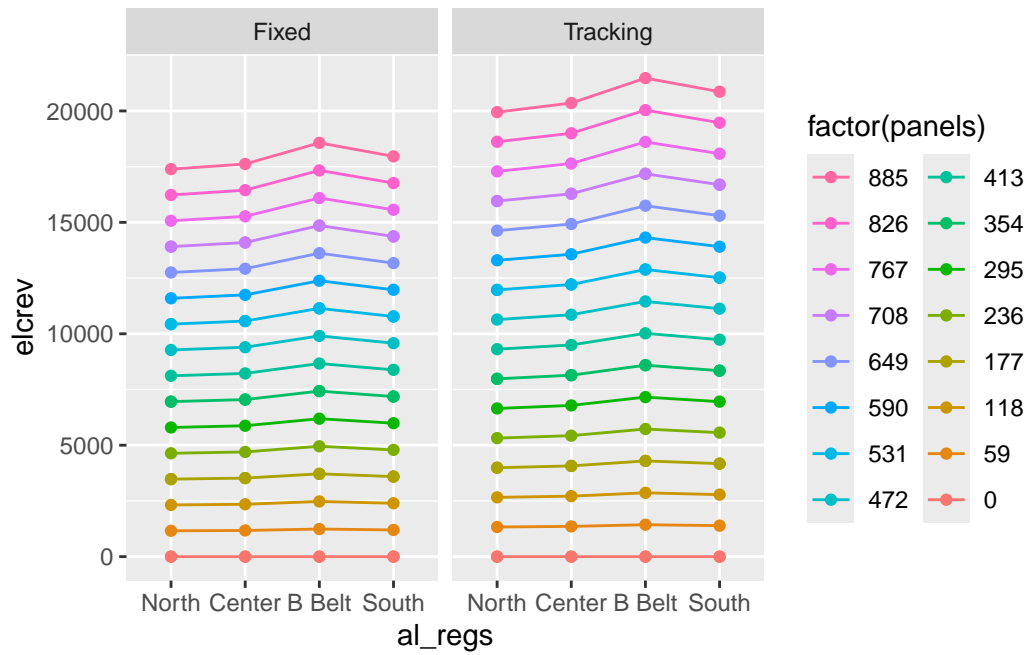 Fixed
Tracking
20000
15000
10000
5000
0
elcrev
North Center B Belt South
North Center B Belt South
al_regs
factor(panels)
885 413
826 354
767 295
708 236
649 177
590 118
531 59
472 0